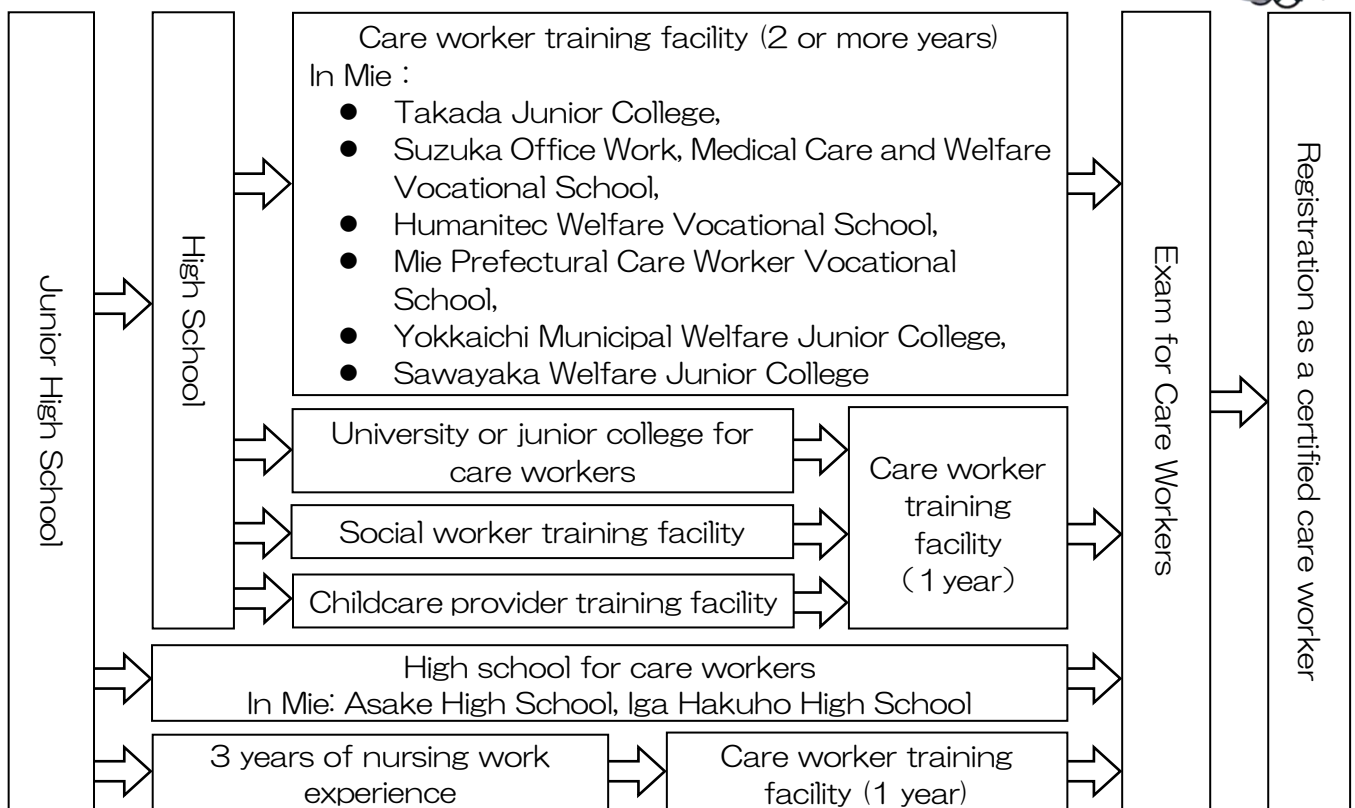 Junior High School
High School
Care worker training facility (2 or more years)
In Mie :
● Takada Junior College,
● Suzuka Office Work, Medical Care and Welfare
Vocational School,
● Humanitec Welfare Vocational School,
● Mie Prefectural Care Worker Vocational
School,
● Yokkaichi Municipal Welfare Junior College,
● Sawayaka Welfare Junior College
University or junior college for
care workers
Social worker training facility
Childcare provider training facility
Care worker
training
facility
(1 year)
High school for care workers
In Mie: Asake High School, Iga Hakuho High School
3 years of nursing work
experience
Care worker training
facility (1 year)
Exam for Care Workers
Registration as a certified care worker